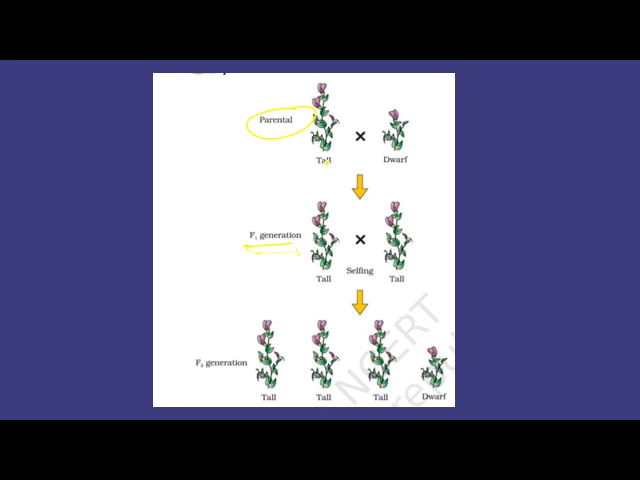 Parental
×
Tall Dwarf
F₁ generation
×
Selfing
Tall Tall
F₂ generation
Tall Tall Tall Dwarf
NCERT